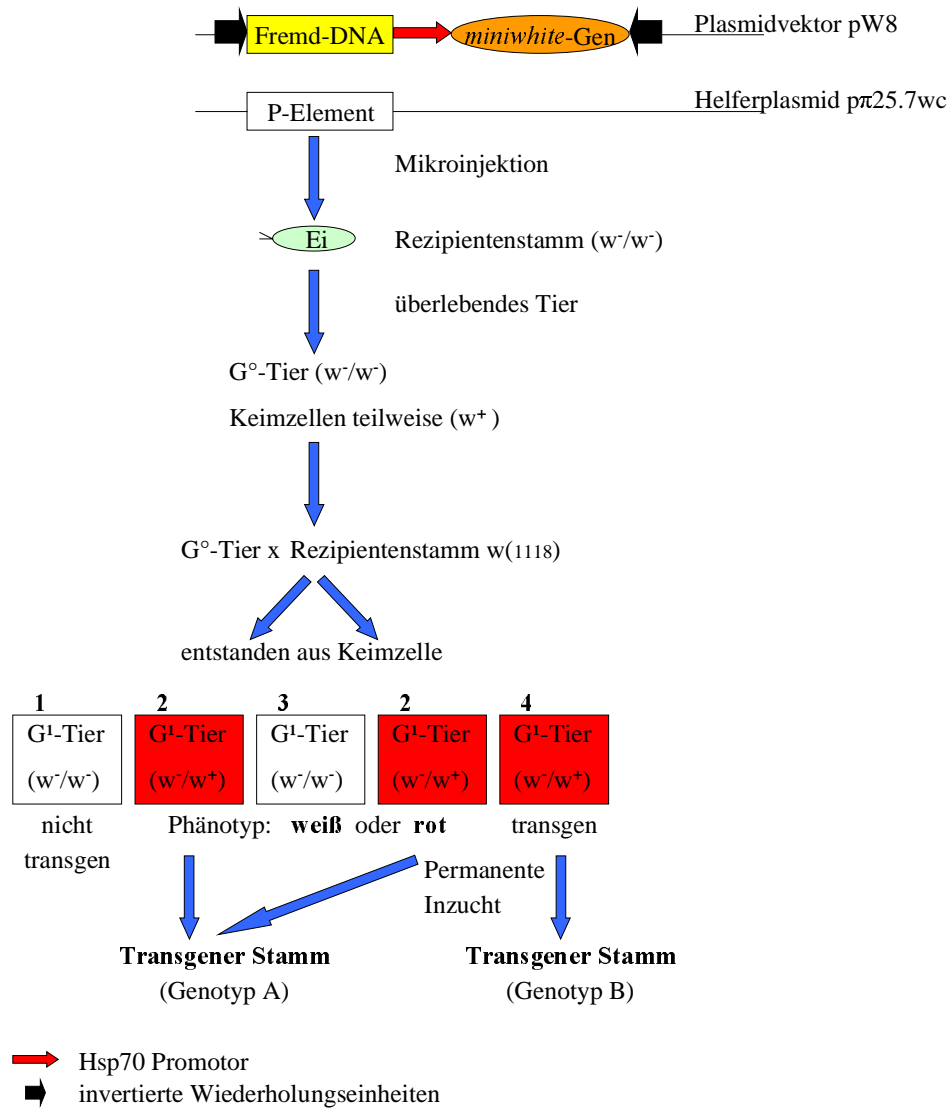 Fremd-DNA miniwhite-Gen Plasmidvektor pW8
P-Element Helferplasmid pπ25.7wc
Mikroinjektion
Ei Rezipientenstamm (w⁻/w⁻)
überlebendes Tier
G°-Tier (w⁻/w⁻)
Keimzellen teilweise (w⁺ )
G°-Tier x Rezipientenstamm w(1118)
entstanden aus Keimzelle
1 2 3 2 4
G¹-Tier G¹-Tier G¹-Tier G¹-Tier G¹-Tier
(w⁻/w⁻) (w⁻/w⁺) (w⁻/w⁻) (w⁻/w⁺) (w⁻/w⁺)
nicht Phänotyp: weiß oder rot transgen
transgen
Permanente
Inzucht
Transgener Stamm Transgener Stamm
(Genotyp A) (Genotyp B)
Hsp70 Promotor
invertierte Wiederholungseinheiten